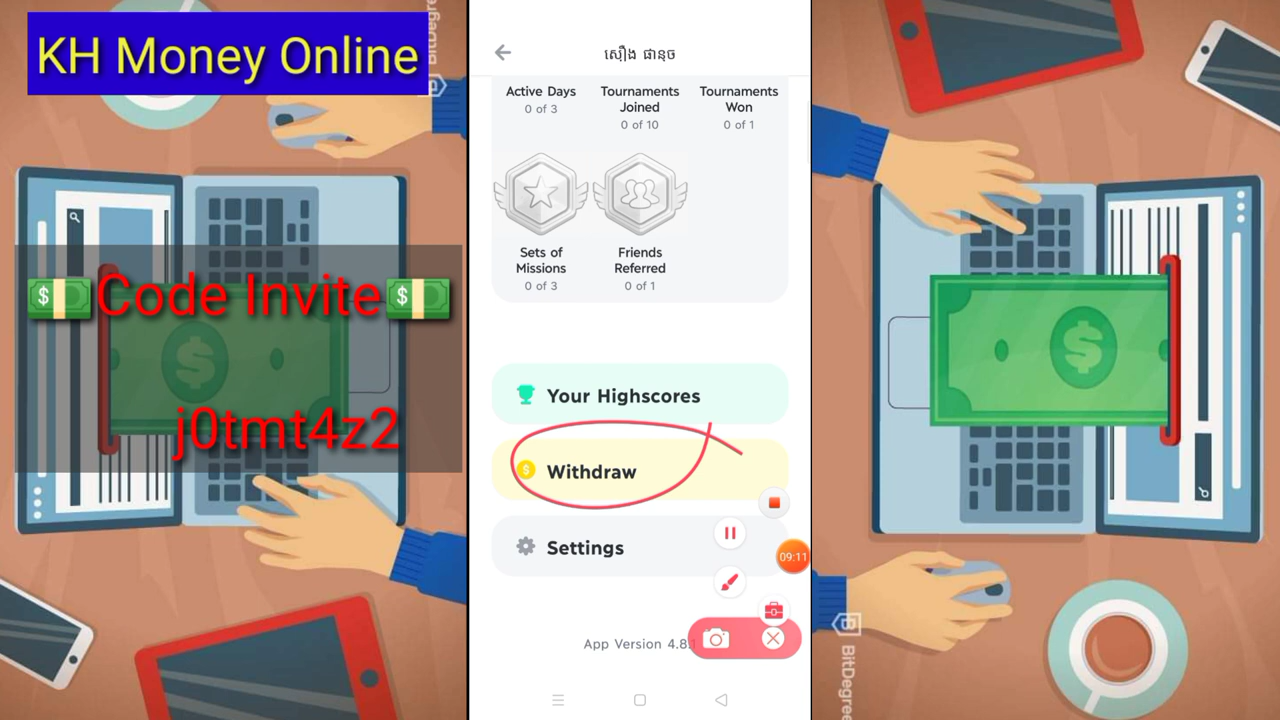 KH Money Online
BitDegree
Code Invite
j0tmt4z2
ស៊ឿង ផានុច
Active Days
0 of 3
Tournaments
Joined
0 of 10
Tournaments
Won
0 of 1
Sets of
Missions
0 of 3
Friends
Referred
0 of 1
Your Highscores
Withdraw
Settings
09:11
App Version 4.8.
BitDegree